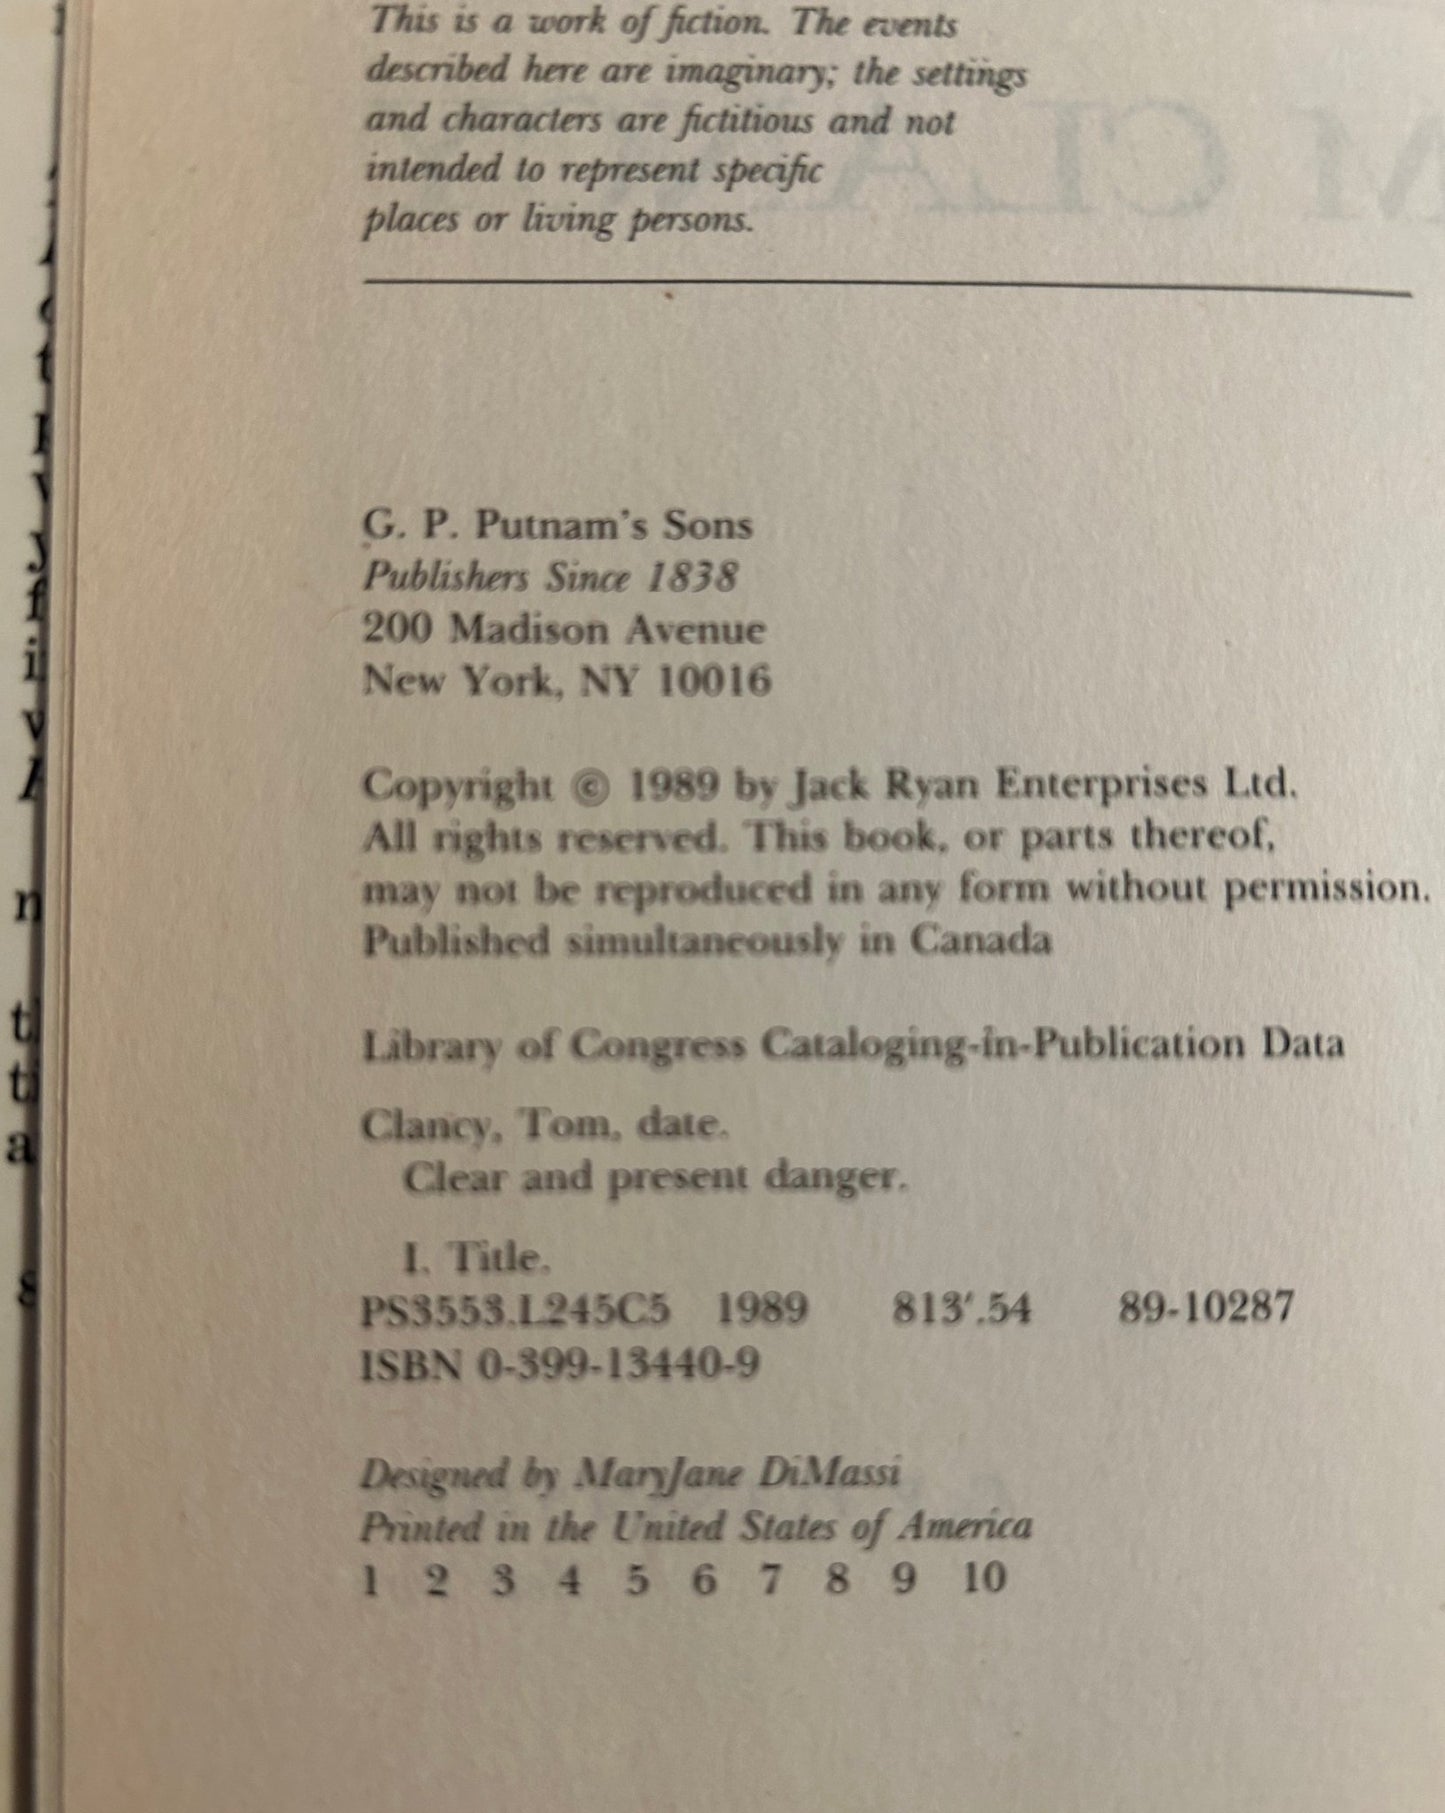 This is a work of fiction. The events
described here are imaginary; the settings
and characters are fictitious and not
intended to represent specific
places or living persons.
G. P. Putnam's Sons
Publishers Since 1838
200 Madison Avenue
New York, NY 10016
Copyright © 1989 by Jack Ryan Enterprises Ltd.
All rights reserved. This book, or parts thereof,
may not be reproduced in any form without permission.
Published simultaneously in Canada
Library of Congress Cataloging-in-Publication Data
Clancy, Tom, date.
Clear and present danger.
I. Title.
PS3553.L245C5 1989 813'.54 89-10287
ISBN 0-399-13440-9
Designed by MaryJane DiMassi
Printed in the United States of America
1 2 3 4 5 6 7 8 9 10